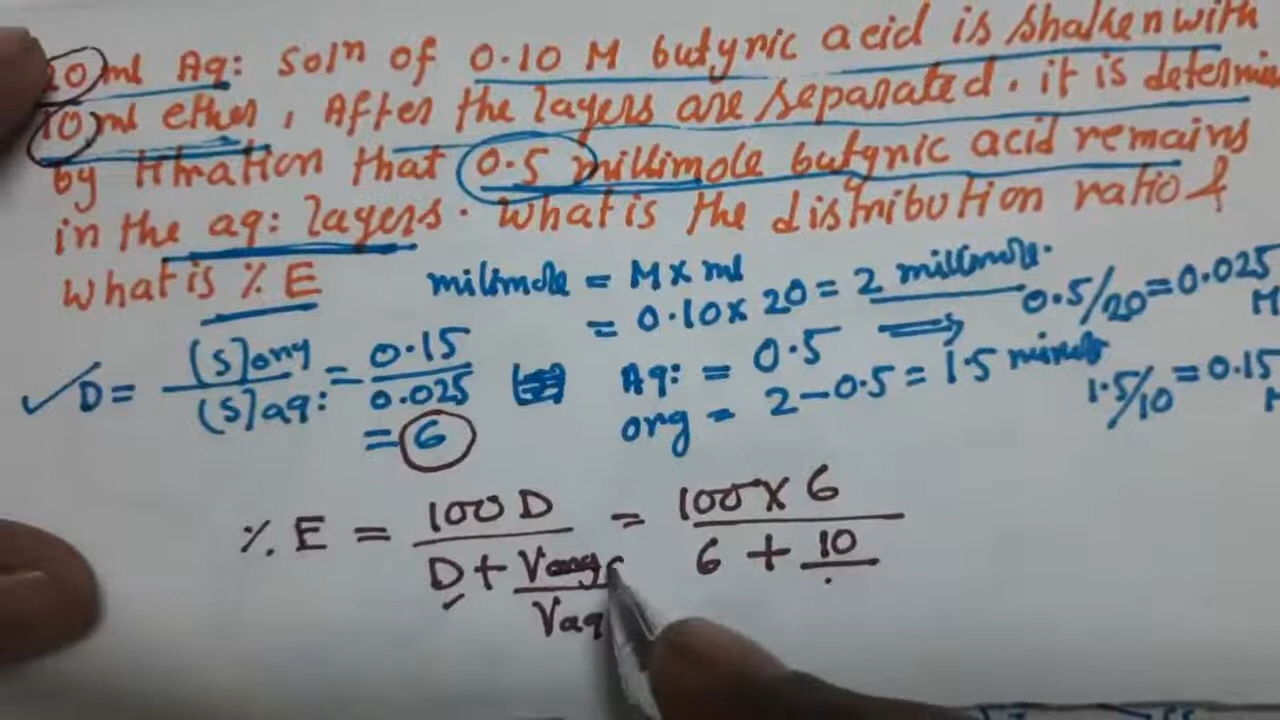 20 ml Aq: solⁿ of 0.10 M butyric acid is shaken with
10 ml ether, After the layers are separated. it is determi
by titration that 0.5 millimole butyric acid remains
in the aq: layers. what is the distribution ratio &
what is % E
milimole = M × ml
= 0.10 × 20 = 2 millimole.
0.5/20 = 0.025 M
✓ D = (S)org / (S)aq: = 0.15 / 0.025
= 6
Aq: = 0.5 ⟹
org = 2 - 0.5 = 1.5
1.5/10 = 0.15
% E = 100 D / D + Vorg / Vaq = 100 × 6 / 6 + 10